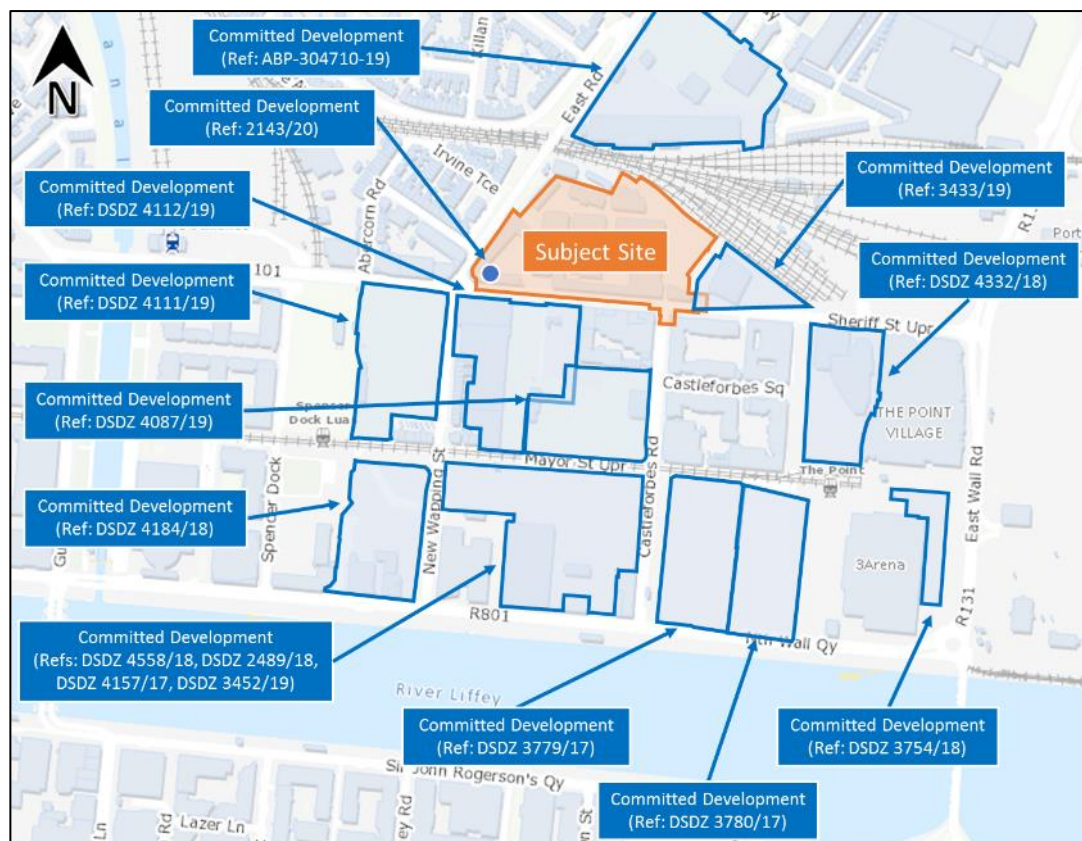 Committed Development
(Ref: ABP-304710-19)
Committed Development
(Ref: 2143/20)
Committed Development
(Ref: DSDZ 4112/19)
Committed Development
(Ref: DSDZ 4111/19)
Committed Development
(Ref: DSDZ 4087/19)
Committed Development
(Ref: DSDZ 4184/18)
Committed Development
(Refs: DSDZ 4558/18, DSDZ 2489/18,
DSDZ 4157/17, DSDZ 3452/19)
Committed Development
(Ref: DSDZ 3779/17)
Committed Development
(Ref: DSDZ 3780/17)
Committed Development
(Ref: DSDZ 3754/18)
Committed Development
(Ref: DSDZ 4332/18)
Committed Development
(Ref: 3433/19)
Subject Site
N
East Rd
Irvine Tce
Abercorn Rd
101
Sheriff St Upr
Castleforbes Sq
THE POINT
VILLAGE
The Point
Mayor St Upr
Castleforbes Rd
New Wapping St
Spencer Dock
East Wall Rd
3Arena
R131
R801
Nth Wall Qy
River Liffey
Sir John Rogerson's Qy
Lazer Ln
Dock Luas